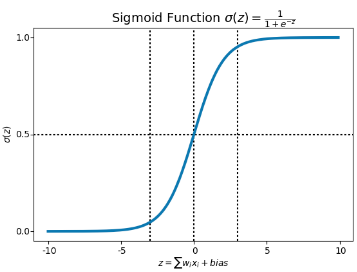 Sigmoid Function σ(z) = 1/(1+e^{-z})
1.0
0.5
0.0
σ(z)
-10 -5 0 5 10
z = ∑w_i x_i + bias